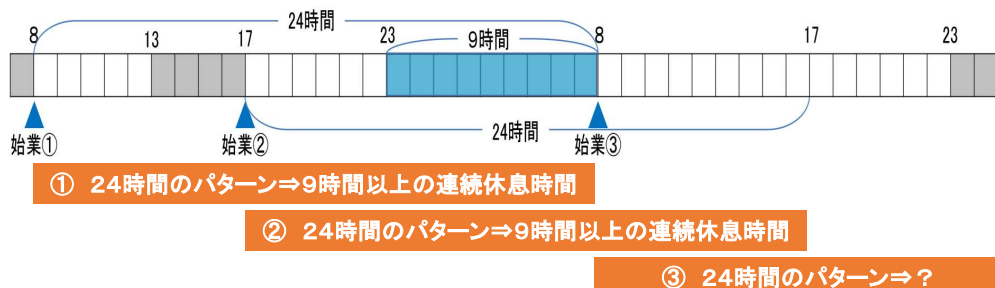 24時間
8 13 17 23 9時間 8 17 23
24時間
始業① 始業② 始業③
① 24時間のパターン⇒9時間以上の連続休息時間
② 24時間のパターン⇒9時間以上の連続休息時間
③ 24時間のパターン⇒?